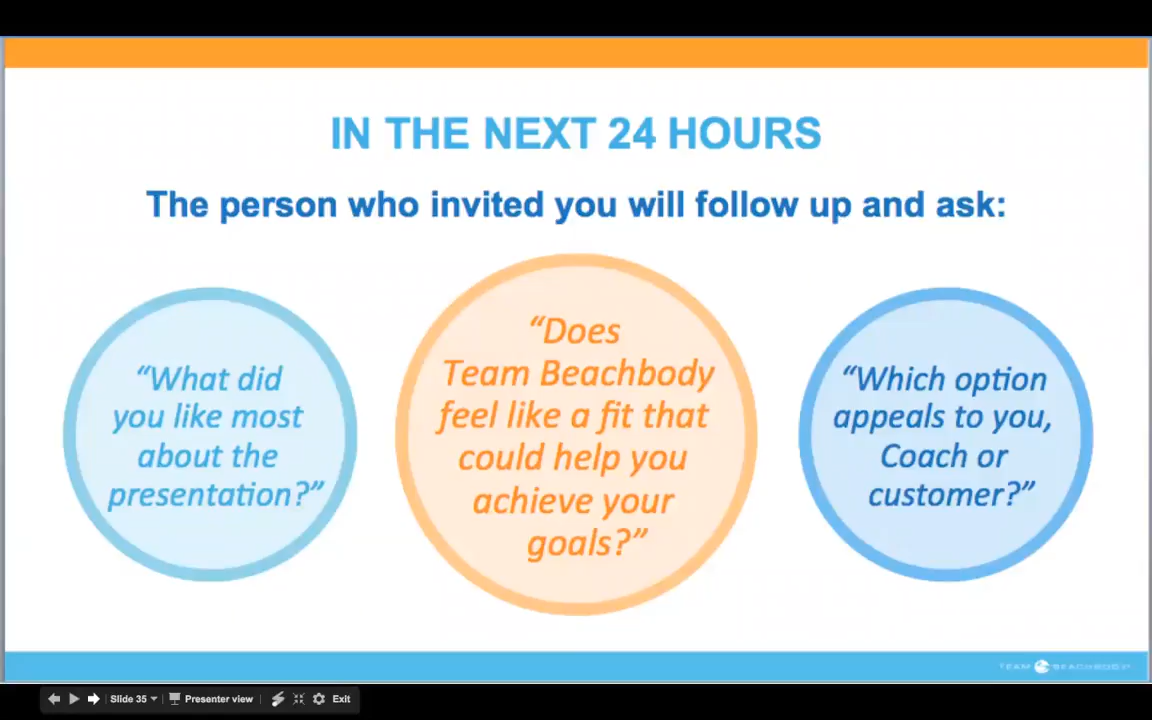 IN THE NEXT 24 HOURS
The person who invited you will follow up and ask:
“What did
you like most
about the
presentation?”
“Does
Team Beachbody
feel like a fit that
could help you
achieve your
goals?”
“Which option
appeals to you,
Coach or
customer?”
TEAM BEACHBODY
Slide 35
Presenter view
Exit